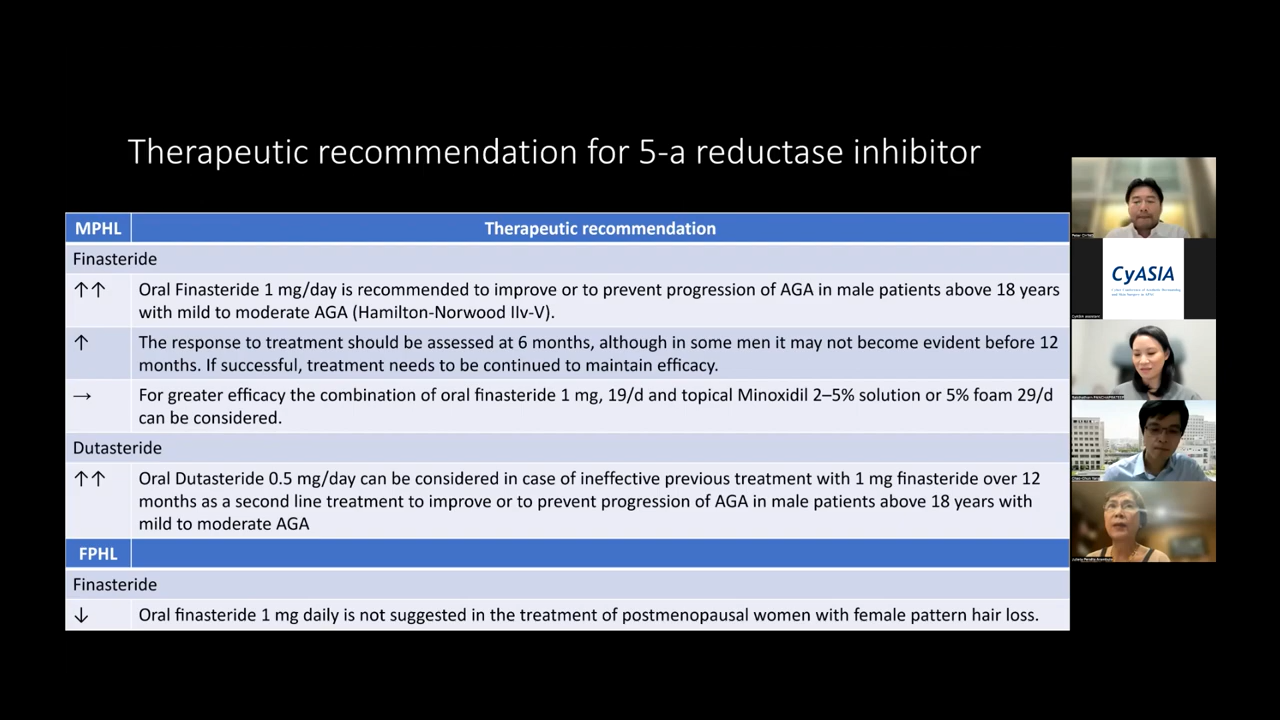 Therapeutic recommendation for 5-a reductase inhibitor
MPHL
Therapeutic recommendation
Finasteride
↑↑
Oral Finasteride 1 mg/day is recommended to improve or to prevent progression of AGA in male patients above 18 years
with mild to moderate AGA (Hamilton-Norwood IIv-V).
↑
The response to treatment should be assessed at 6 months, although in some men it may not become evident before 12
months. If successful, treatment needs to be continued to maintain efficacy.
→
For greater efficacy the combination of oral finasteride 1 mg, 19/d and topical Minoxidil 2–5% solution or 5% foam 29/d
can be considered.
Dutasteride
↑↑
Oral Dutasteride 0.5 mg/day can be considered in case of ineffective previous treatment with 1 mg finasteride over 12
months as a second line treatment to improve or to prevent progression of AGA in male patients above 18 years with
mild to moderate AGA
FPHL
Finasteride
↓
Oral finasteride 1 mg daily is not suggested in the treatment of postmenopausal women with female pattern hair loss.
CyASIA